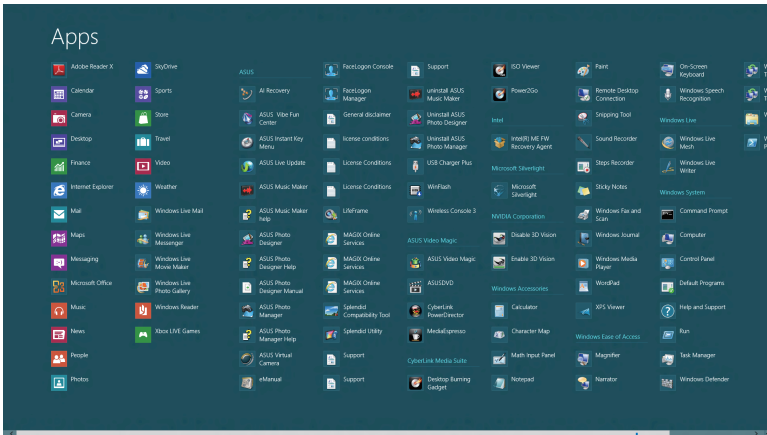 Apps
Adobe Reader X
Calendar
Camera
Desktop
Finance
Internet Explorer
Mail
Maps
Messaging
Microsoft Office
Music
News
People
Photos
SkyDrive
Sports
Store
Travel
Video
Weather
Windows Live Mail
Windows Live
Messenger
Windows Live
Movie Maker
Windows Live
Photo Gallery
Windows Reader
Xbox LIVE Games
ASUS
AI Recovery
ASUS Vibe Fun
Center
ASUS Instant Key
Menu
ASUS Live Update
ASUS Music Maker
ASUS Music Maker
help
ASUS Photo
Designer
ASUS Photo
Designer Help
ASUS Photo
Designer Manual
ASUS Photo
Manager
ASUS Photo
Manager Help
ASUS Virtual
Camera
eManual
FaceLogon Console
FaceLogon
Manager
General disclaimer
license conditions
License Conditions
License Conditions
LifeFrame
MAGIX Online
Services
MAGIX Online
Services
MAGIX Online
Services
Splendid
Compatibility Tool
Splendid Utility
Support
Support
Support
uninstall ASUS
Music Maker
Uninstall ASUS
Photo Designer
Uninstall ASUS
Photo Manager
USB Charger Plus
WinFlash
Wireless Console 3
ASUS Video Magic
ASUS Video Magic
ASUSDVD
CyberLink
PowerDirector
MediaEspresso
CyberLink Media Suite
Desktop Burning
Gadget
ISO Viewer
Power2Go
Intel
Intel(R) ME FW
Recovery Agent
Microsoft Silverlight
Microsoft
Silverlight
NVIDIA Corporation
Disable 3D Vision
Enable 3D Vision
Windows Accessories
Calculator
Character Map
Math Input Panel
Notepad
Paint
Remote Desktop
Connection
Snipping Tool
Sound Recorder
Steps Recorder
Sticky Notes
Windows Fax and
Scan
Windows Journal
Windows Media
Player
WordPad
XPS Viewer
Windows Ease of Access
Magnifier
Narrator
On-Screen
Keyboard
Windows Speech
Recognition
Windows Live
Windows Live
Mesh
Windows Live
Writer
Windows System
Command Prompt
Computer
Control Panel
Default Programs
Help and Support
Run
Task Manager
Windows Defender